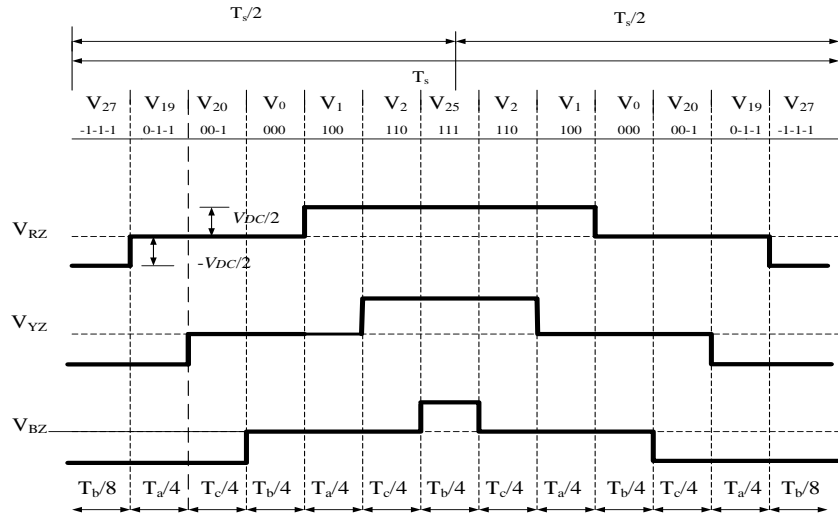 Ts/2 Ts/2
Ts
V27 V19 V20 V0 V1 V2 V25 V2 V1 V0 V20 V19 V27
-1-1-1 0-1-1 00-1 000 100 110 111 110 100 000 00-1 0-1-1 -1-1-1
VDC/2
VRZ
-VDC/2
VYZ
VBZ
Tb/8 Ta/4 Tc/4 Tb/4 Ta/4 Tc/4 Tb/4 Tc/4 Ta/4 Tb/4 Tc/4 Ta/4 Tb/8